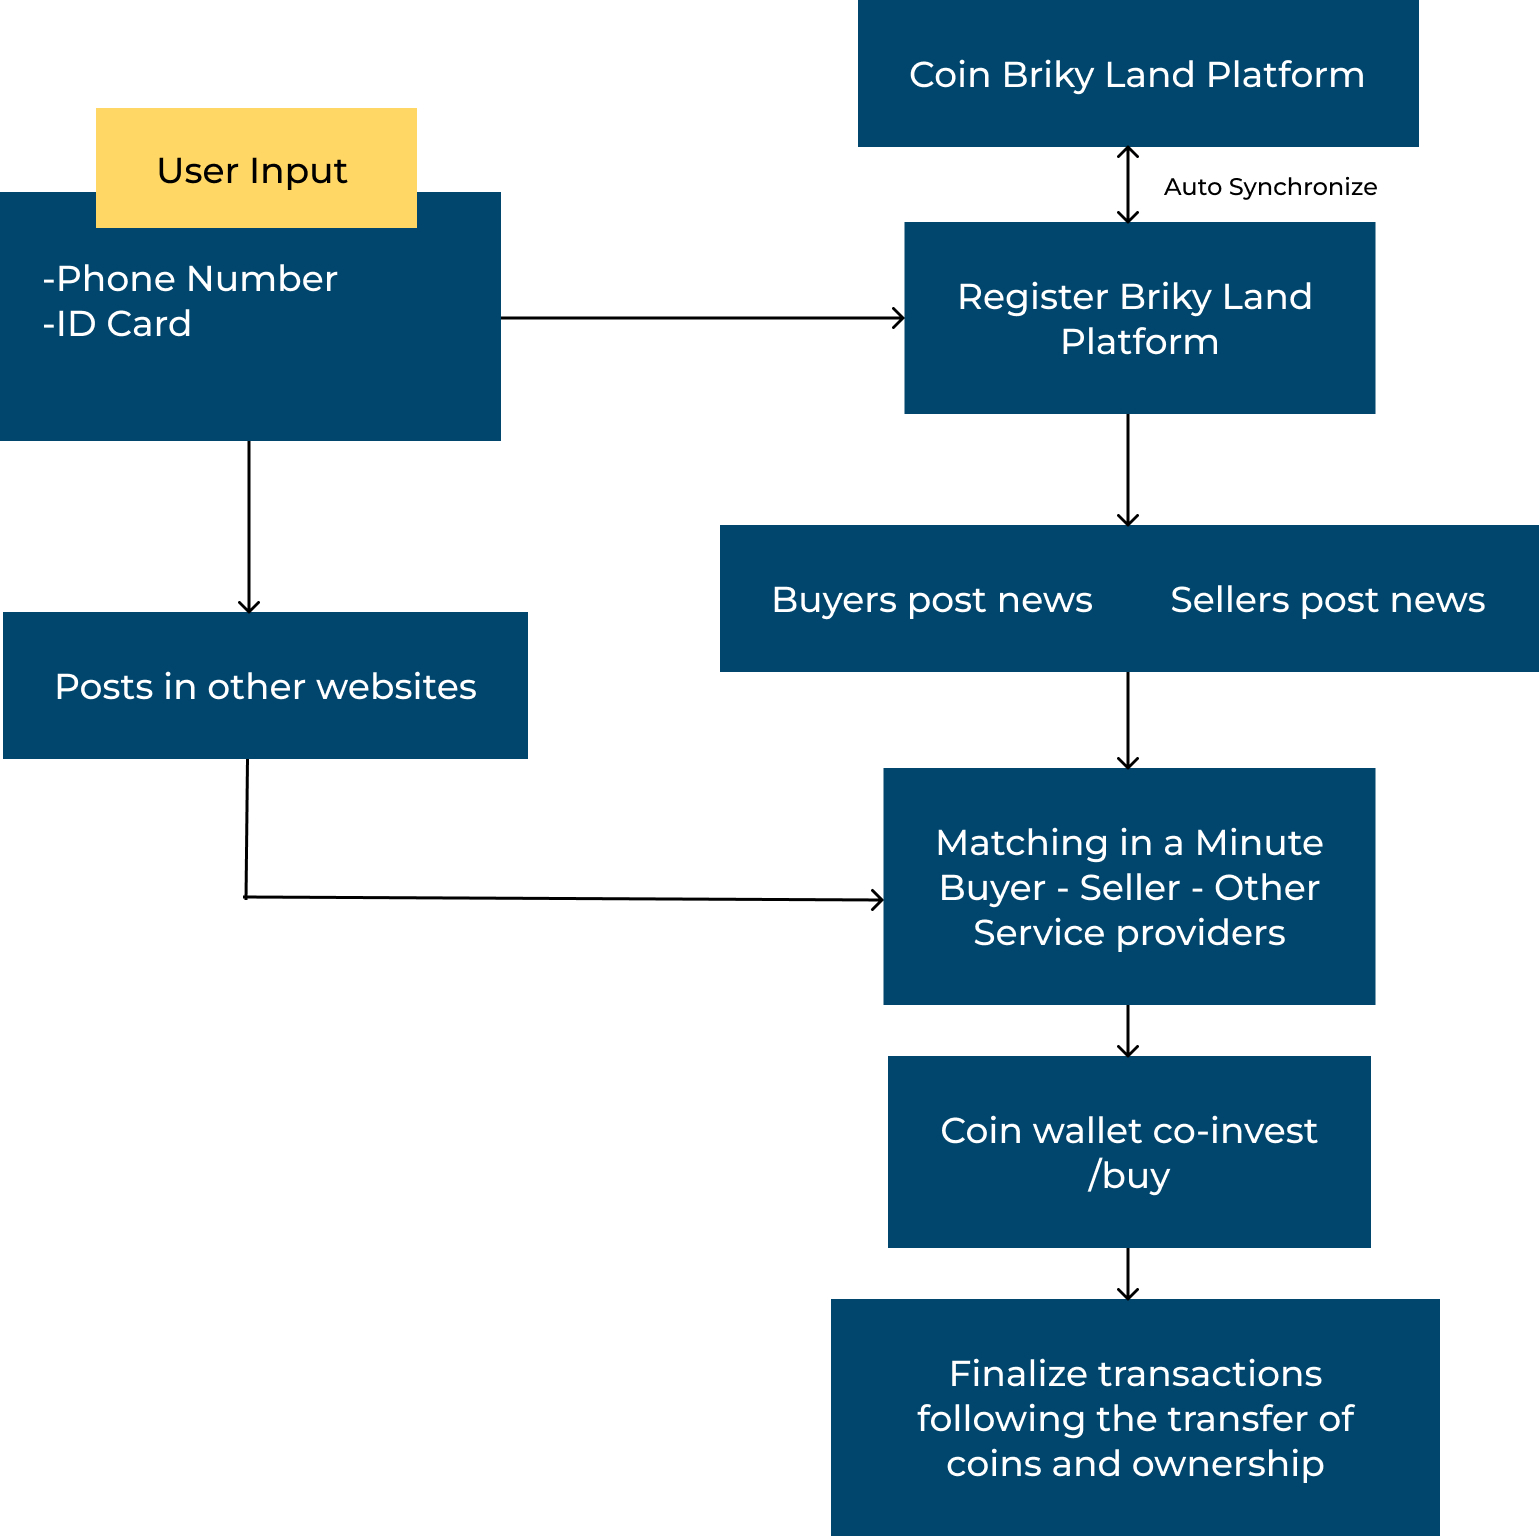 Coin Briky Land Platform
User Input
Auto Synchronize
-Phone Number
-ID Card
Register Briky Land
Platform
Buyers post news
Sellers post news
Posts in other websites
Matching in a Minute
Buyer - Seller - Other
Service providers
Coin wallet co-invest
/buy
Finalize transactions
following the transfer of
coins and ownership